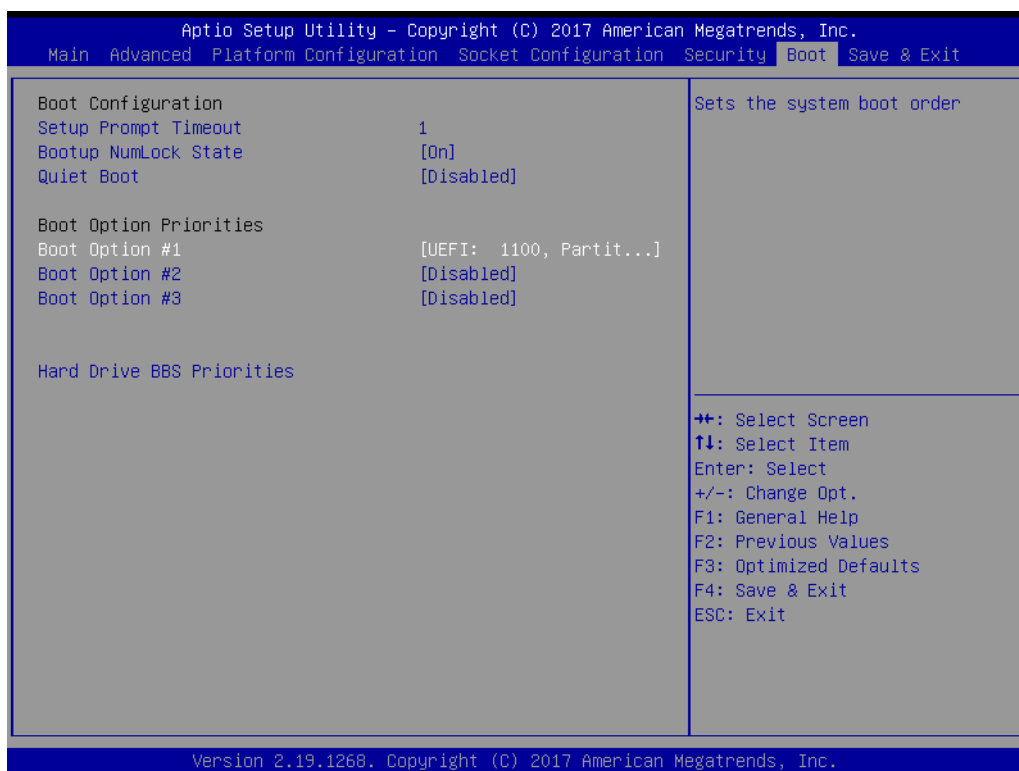 Aptio Setup Utility – Copyright (C) 2017 American Megatrends, Inc.
Main Advanced Platform Configuration Socket Configuration Security Boot Save & Exit
Boot Configuration
Setup Prompt Timeout 1
Bootup NumLock State [On]
Quiet Boot [Disabled]
Boot Option Priorities
Boot Option #1 [UEFI:  1100, Partit...]
Boot Option #2 [Disabled]
Boot Option #3 [Disabled]
Hard Drive BBS Priorities
Sets the system boot order
→←: Select Screen
↑↓: Select Item
Enter: Select
+/-: Change Opt.
F1: General Help
F2: Previous Values
F3: Optimized Defaults
F4: Save & Exit
ESC: Exit
Version 2.19.1268. Copyright (C) 2017 American Megatrends, Inc.